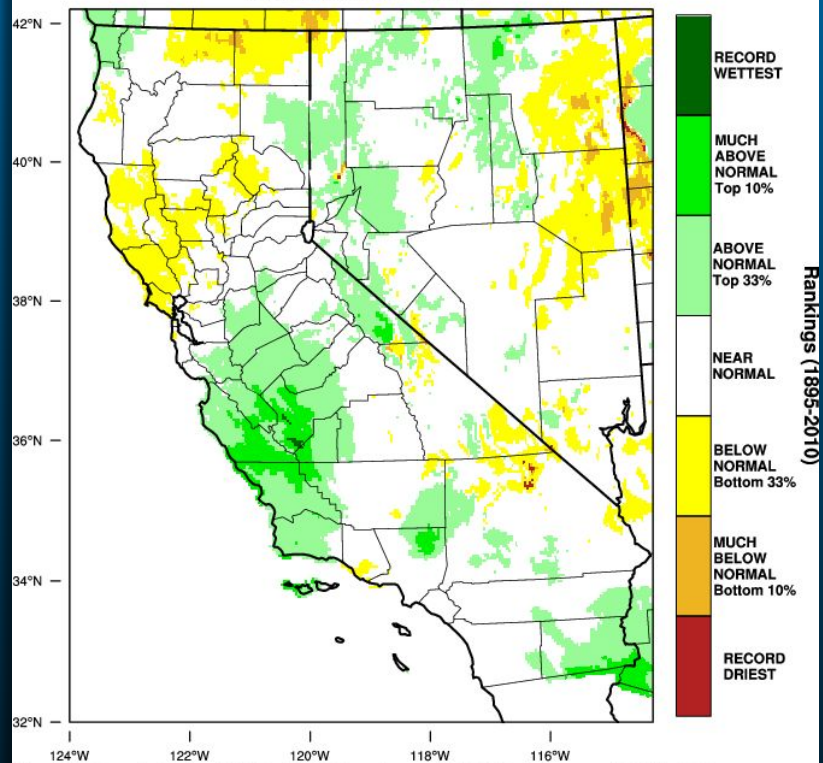 42°N
40°N
38°N
36°N
34°N
32°N
124°W
122°W
120°W
118°W
116°W
RECORD
WETTEST
MUCH
ABOVE
NORMAL
Top 10%
ABOVE
NORMAL
Top 33%
NEAR
NORMAL
BELOW
NORMAL
Bottom 33%
MUCH
BELOW
NORMAL
Bottom 10%
RECORD
DRIEST
Rankings (1895-2010)